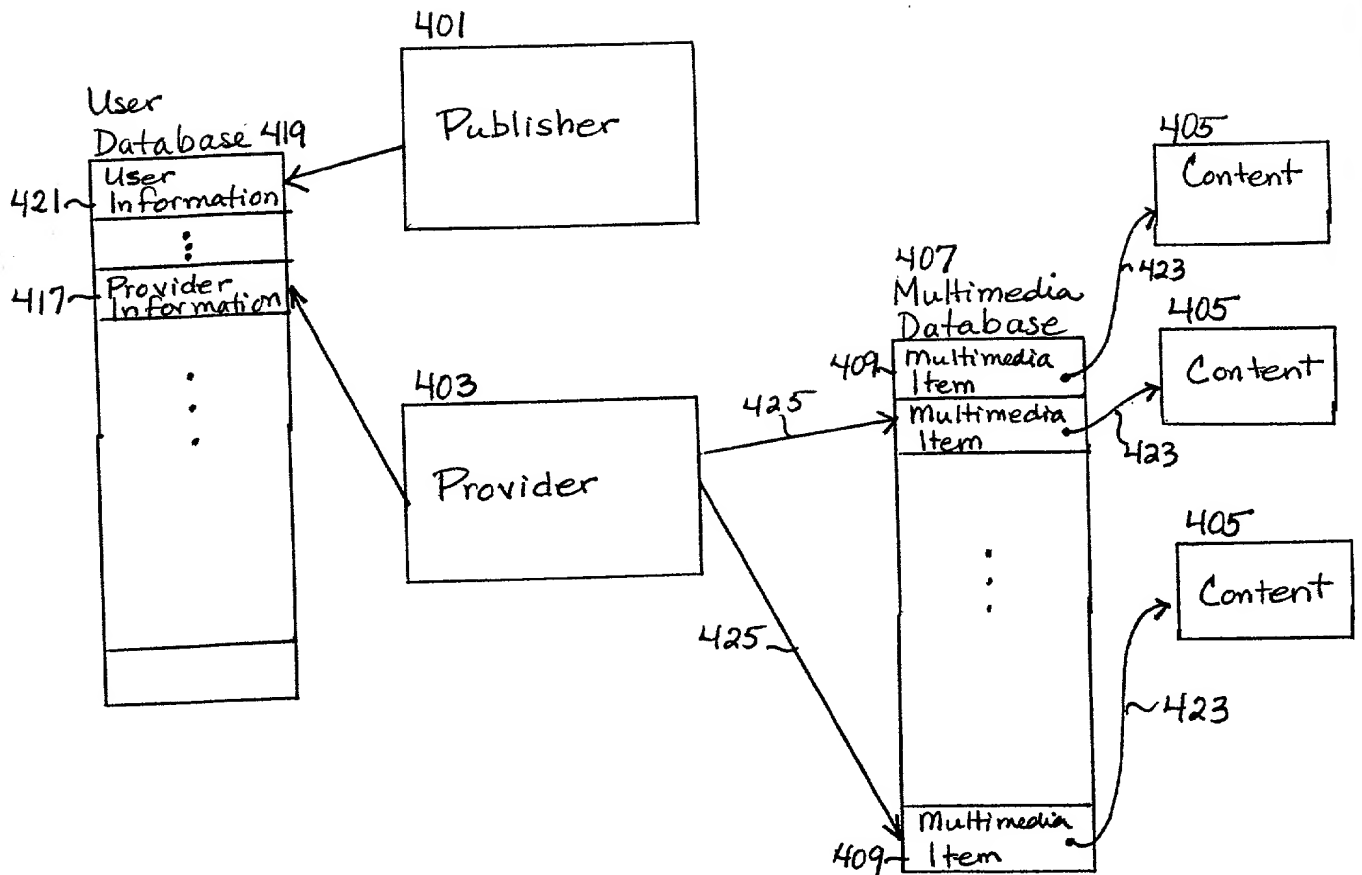 401
Publisher
User
Database 419
User
Information
421
Provider
Information
417
403
Provider
425
425
407
Multimedia
Database
409
Multimedia
Item
Multimedia
Item
Multimedia
Item
409
405
Content
423
405
Content
423
405
Content
423